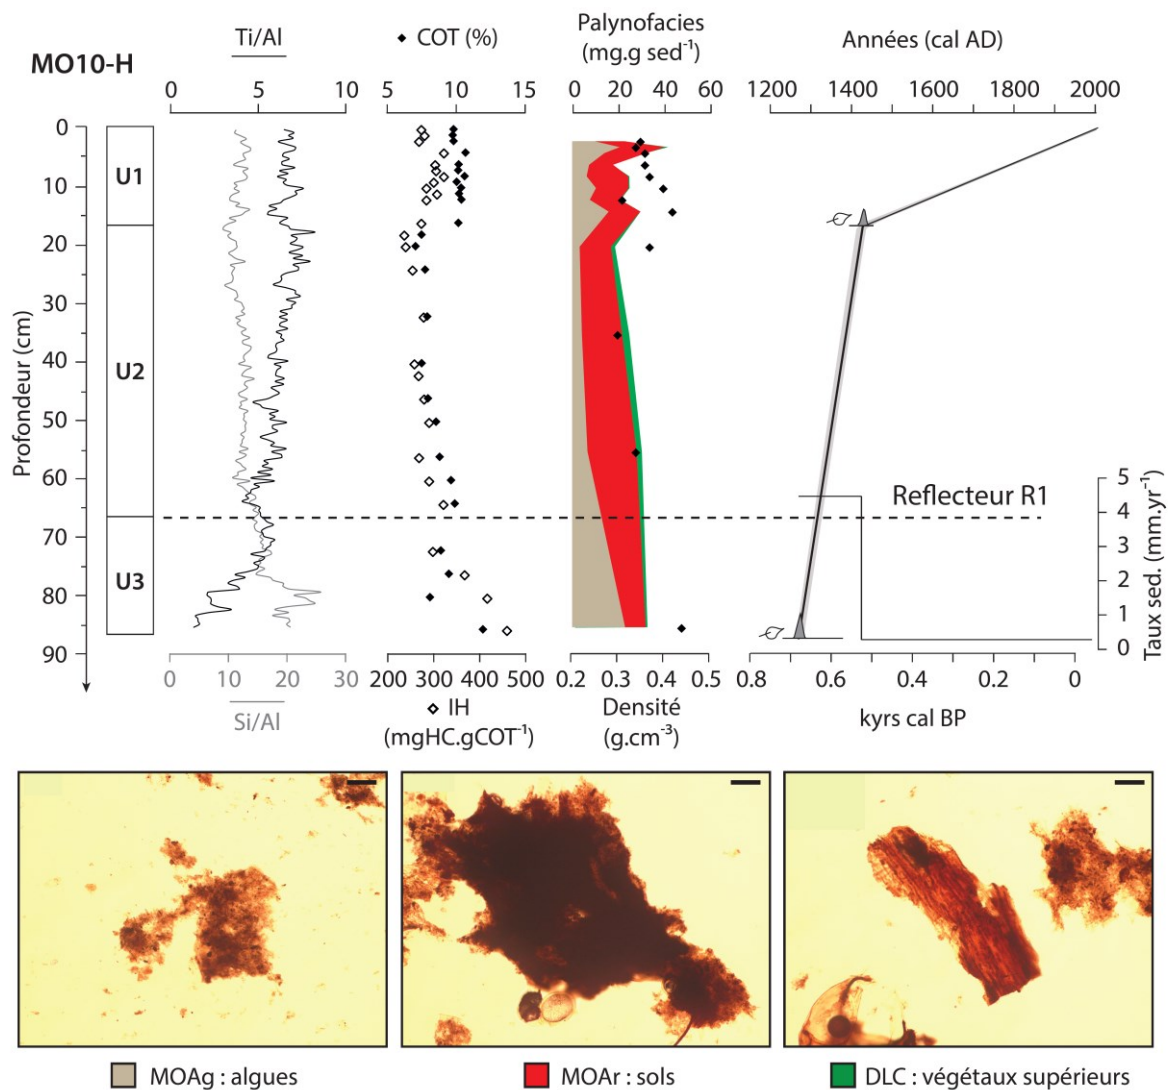 MO10-H
Ti/Al
COT (%)
Palynofacies
(mg.g sed⁻¹)
Années (cal AD)
0 5 10
5 10 15
0 20 40 60
1200 1400 1600 1800 2000
Profondeur (cm)
0
10
20
30
40
50
60
70
80
90
U1
U2
U3
Reflecteur R1
5
4
3
2
1
0
Taux sed. (mm.yr⁻¹)
0 10 20 30
Si/Al
200 300 400 500
IH
(mgHC.gCOT⁻¹)
0.2 0.3 0.4 0.5
Densité
(g.cm⁻³)
0.8 0.6 0.4 0.2 0
kyrs cal BP
MOAg : algues
MOAr : sols
DLC : végétaux supérieurs